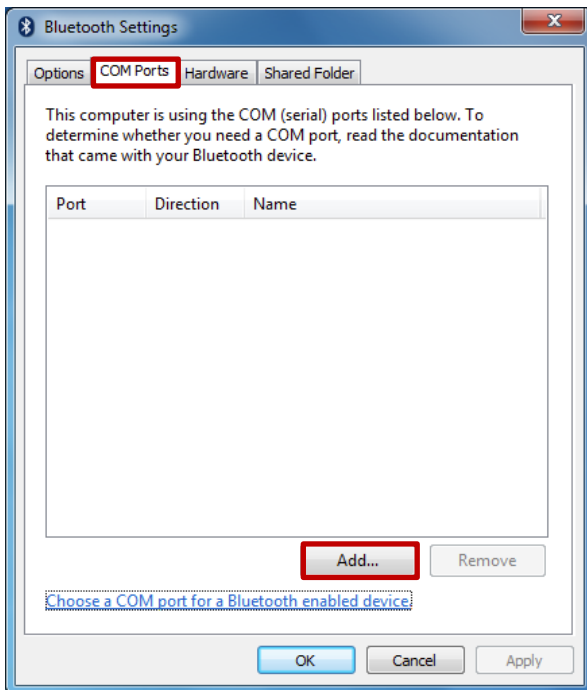 Bluetooth Settings
Options COM Ports Hardware Shared Folder
This computer is using the COM (serial) ports listed below. To
determine whether you need a COM port, read the documentation
that came with your Bluetooth device.
Port Direction Name
Add... Remove
Choose a COM port for a Bluetooth enabled device.
OK Cancel Apply